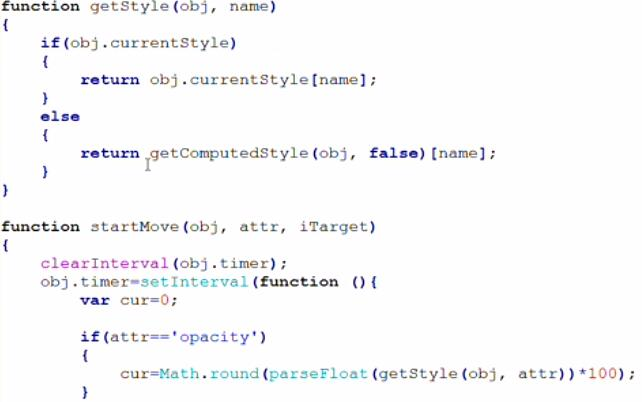 function getStyle(obj, name)
{
    if(obj.currentStyle)
    {
        return obj.currentStyle[name];
    }
    else
    {
        return getComputedStyle(obj, false)[name];
    }
}

function startMove(obj, attr, iTarget)
{
    clearInterval(obj.timer);
    obj.timer=setInterval(function (){
        var cur=0;

        if(attr=='opacity')
        {
            cur=Math.round(parseFloat(getStyle(obj, attr))*100);
        }